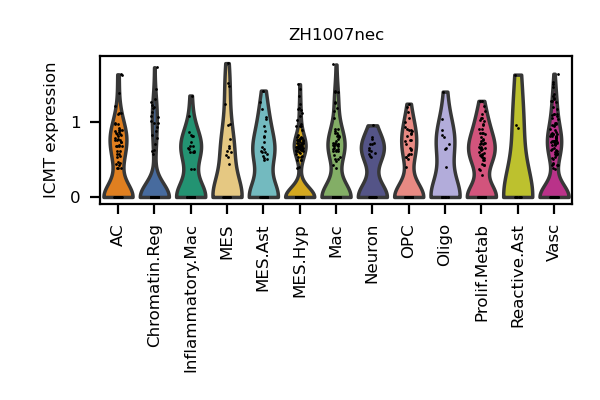 ZH1007nec
ICMT expression
1
0
AC
Chromatin.Reg
Inflammatory.Mac
MES
MES.Ast
MES.Hyp
Mac
Neuron
OPC
Oligo
Prolif.Metab
Reactive.Ast
Vasc